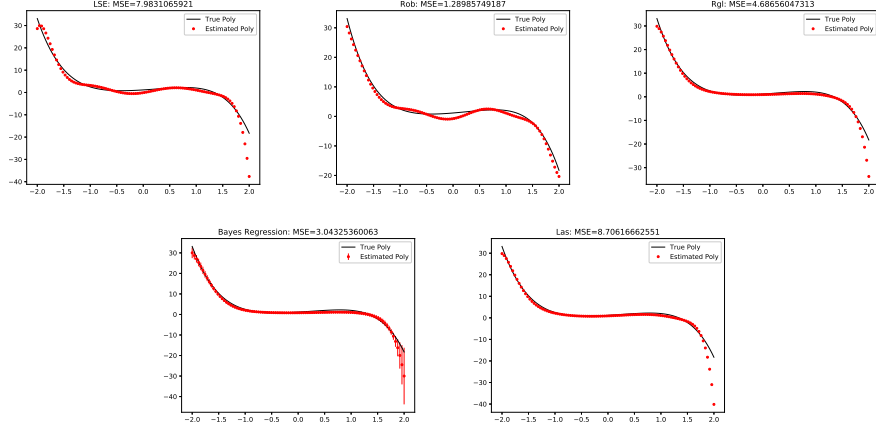 LSE: MSE=7.9831065921
True Poly
Estimated Poly
30
20
10
0
−10
−20
−30
−40
−2.0 −1.5 −1.0 −0.5 0.0 0.5 1.0 1.5 2.0
Rob: MSE=1.28985749187
True Poly
Estimated Poly
30
20
10
0
−10
−20
−2.0 −1.5 −1.0 −0.5 0.0 0.5 1.0 1.5 2.0
Rgl: MSE=4.68656047313
True Poly
Estimated Poly
30
20
10
0
−10
−20
−30
−2.0 −1.5 −1.0 −0.5 0.0 0.5 1.0 1.5 2.0
Bayes Regression: MSE=3.04325360063
True Poly
Estimated Poly
30
20
10
0
−10
−20
−30
−40
−2.0 −1.5 −1.0 −0.5 0.0 0.5 1.0 1.5 2.0
Las: MSE=8.70616662551
True Poly
Estimated Poly
30
20
10
0
−10
−20
−30
−40
−2.0 −1.5 −1.0 −0.5 0.0 0.5 1.0 1.5 2.0